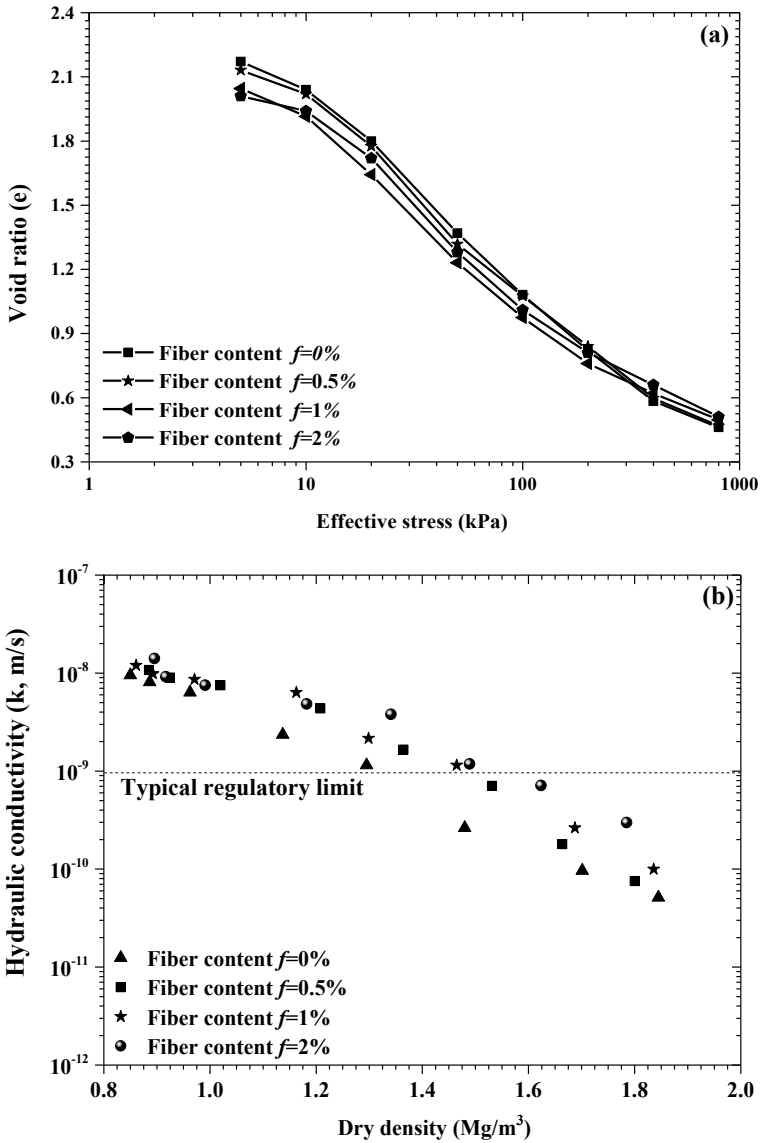 (a)
2.4
2.1
1.8
1.5
1.2
0.9
0.6
0.3
Void ratio (e)
Fiber content f=0%
Fiber content f=0.5%
Fiber content f=1%
Fiber content f=2%
1 10 100 1000
Effective stress (kPa)
(b)
10⁻⁷
10⁻⁸
10⁻⁹
10⁻¹⁰
10⁻¹¹
10⁻¹²
Hydraulic conductivity (k, m/s)
Typical regulatory limit
Fiber content f=0%
Fiber content f=0.5%
Fiber content f=1%
Fiber content f=2%
0.8 1.0 1.2 1.4 1.6 1.8 2.0
Dry density (Mg/m³)